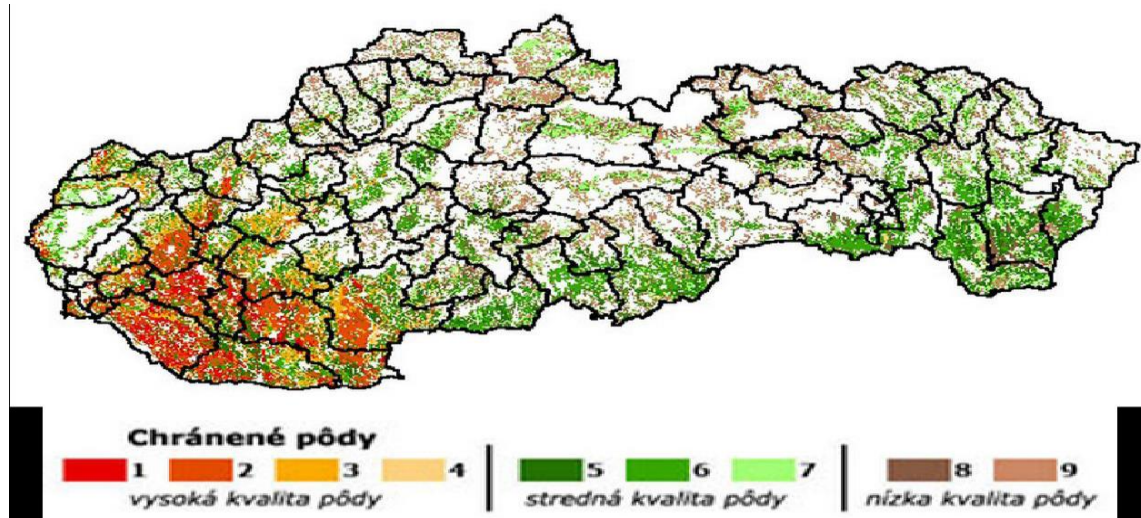 Chránené pôdy
1 2 3 4 5 6 7 8 9
vysoká kvalita pôdy stredná kvalita pôdy nízka kvalita pôdy